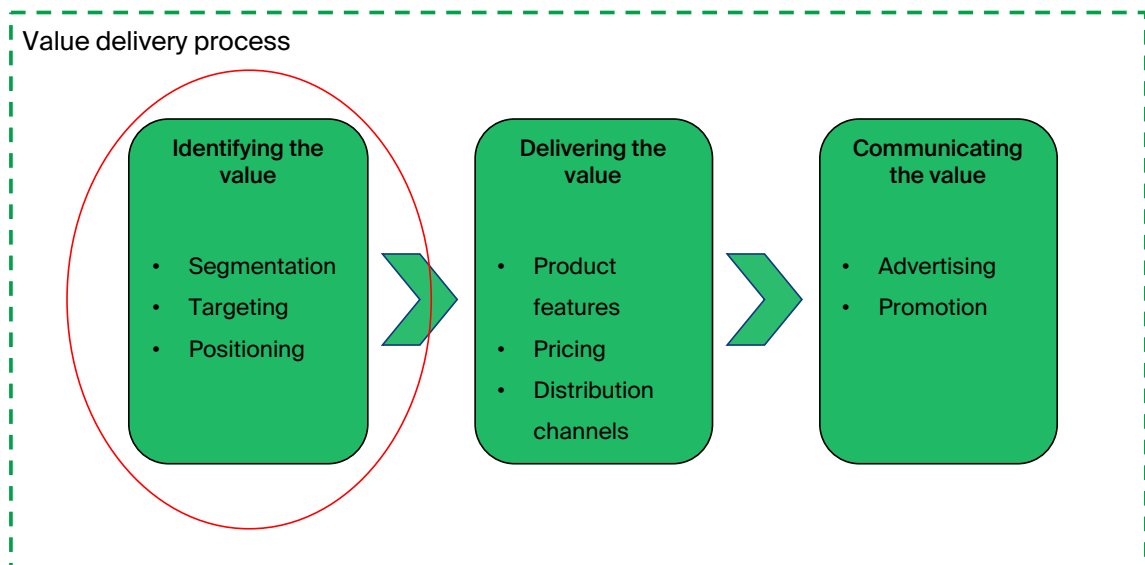 Value delivery process
Identifying the
value
• Segmentation
• Targeting
• Positioning
Delivering the
value
• Product
features
• Pricing
• Distribution
channels
Communicating
the value
• Advertising
• Promotion